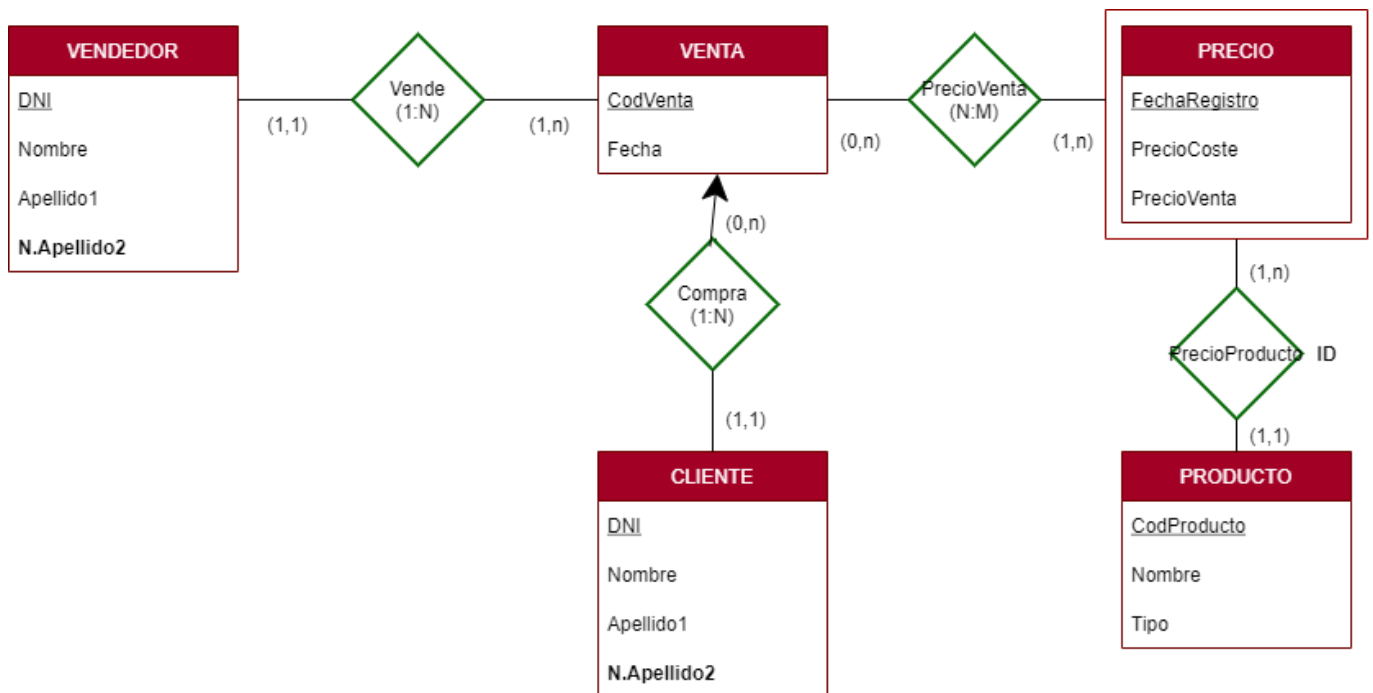 VENDEDOR
DNI
Nombre
Apellido1
N.Apellido2
(1,1)
Vende
(1:N)
(1,n)
VENTA
CodVenta
Fecha
(0,n)
PrecioVenta
(N:M)
(1,n)
PRECIO
FechaRegistro
PrecioCoste
PrecioVenta
(0,n)
Compra
(1:N)
(1,1)
(1,n)
PrecioProducto
ID
(1,1)
CLIENTE
DNI
Nombre
Apellido1
N.Apellido2
PRODUCTO
CodProducto
Nombre
Tipo